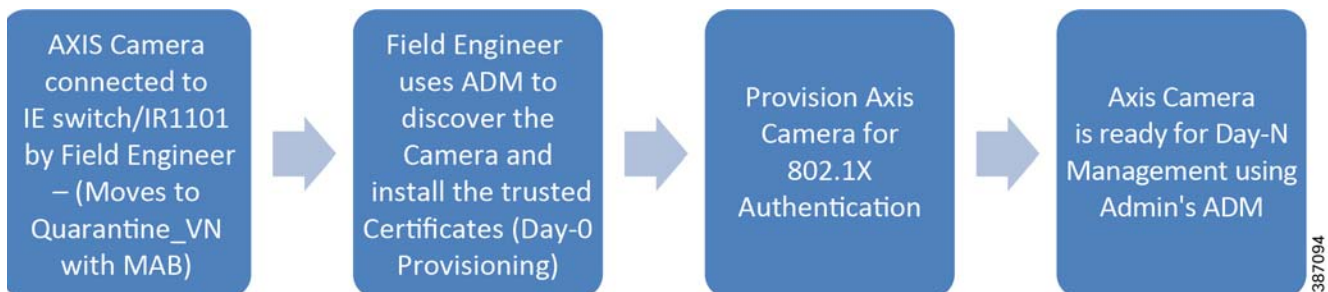 AXIS Camera
connected to
IE switch/IR1101
by Field Engineer
– (Moves to
Quarantine_VN
with MAB)
Field Engineer
uses ADM to
discover the
Camera and
install the trusted
Certificates (Day-0
Provisioning)
Provision Axis
Camera for
802.1X
Authentication
Axis Camera
is ready for Day-N
Management using
Admin's ADM
387094